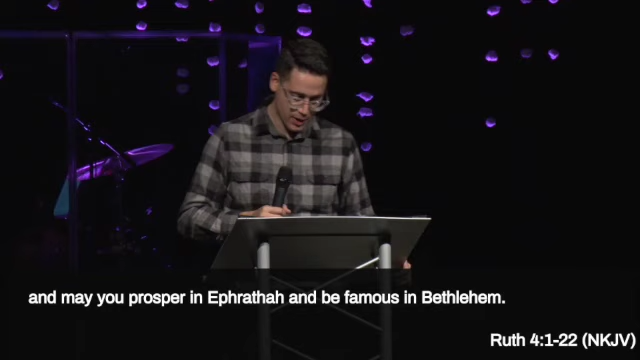 and may you prosper in Ephrathah and be famous in Bethlehem.
Ruth 4:1-22 (NKJV)